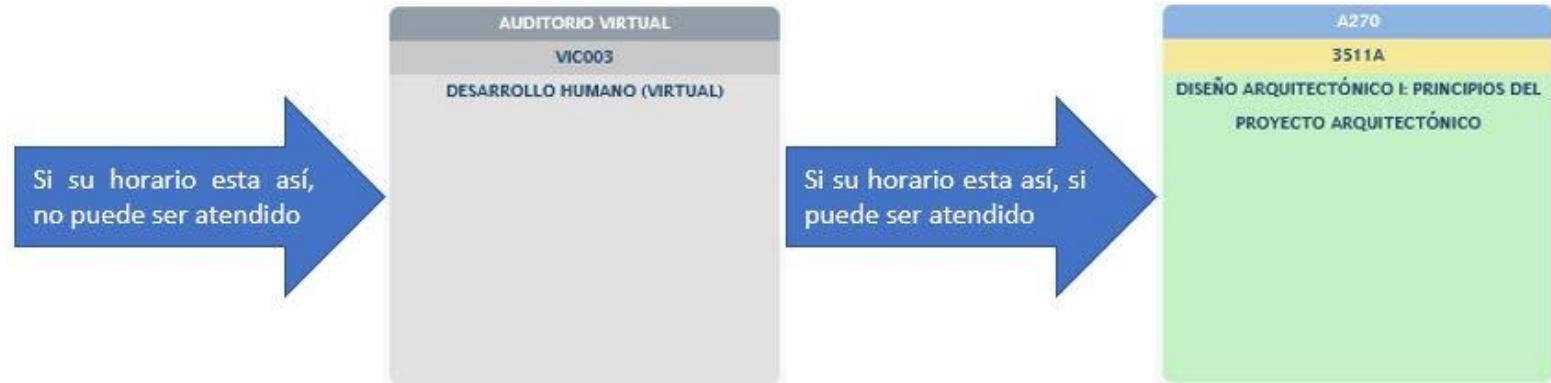 Si su horario esta así,
no puede ser atendido
AUDITORIO VIRTUAL
VIC003
DESARROLLO HUMANO (VIRTUAL)
Si su horario esta así, si
puede ser atendido
A270
3511A
DISEÑO ARQUITECTÓNICO I: PRINCIPIOS DEL
PROYECTO ARQUITECTÓNICO